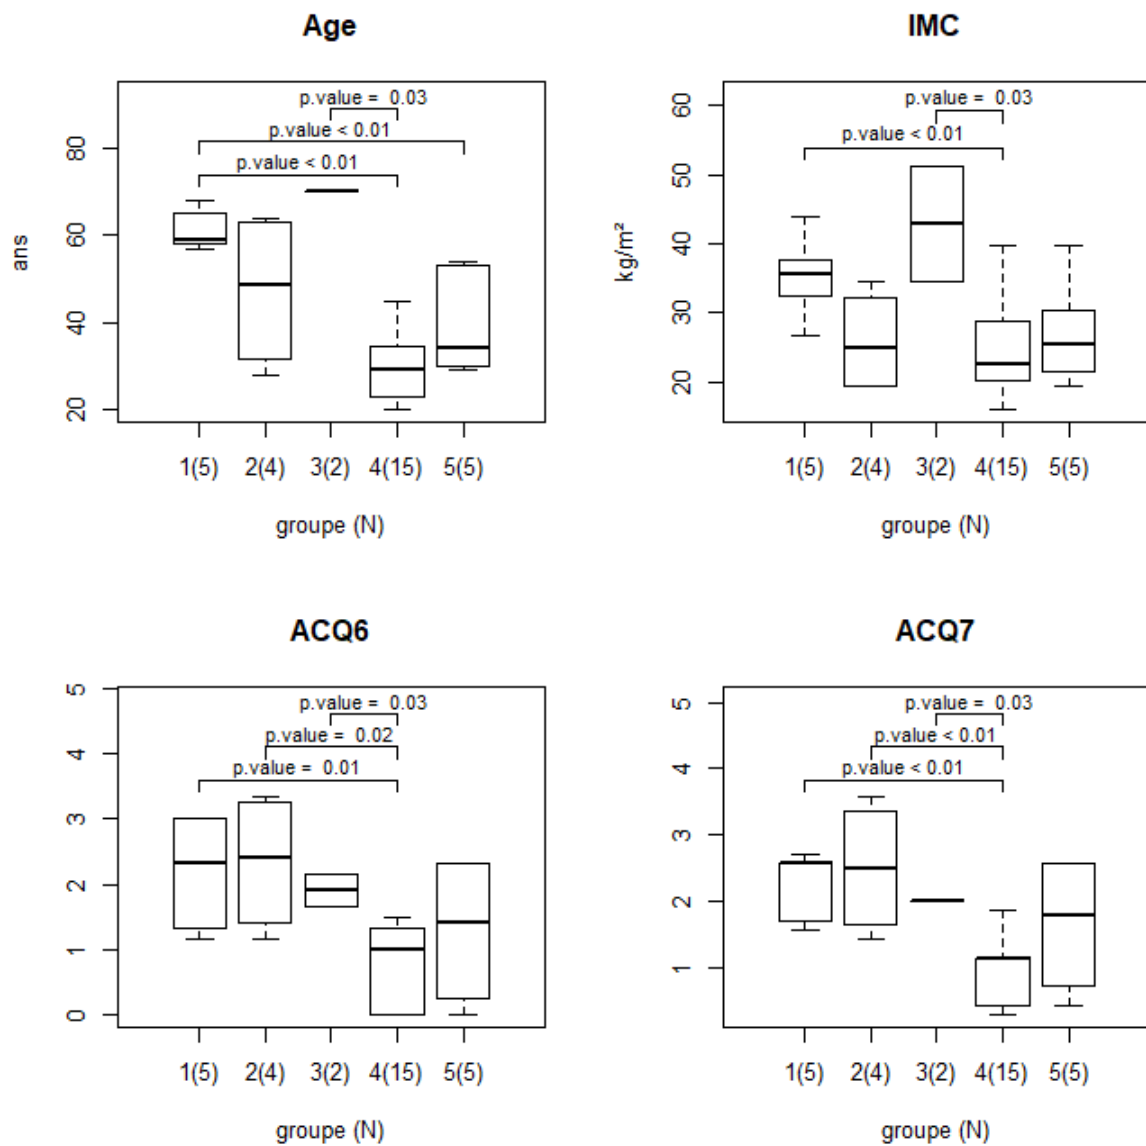 Age
p.value = 0.03
p.value < 0.01
p.value < 0.01
ans
80
60
40
20
1(5) 2(4) 3(2) 4(15) 5(5)
groupe (N)
IMC
p.value = 0.03
p.value < 0.01
kg/m²
60
50
40
30
20
1(5) 2(4) 3(2) 4(15) 5(5)
groupe (N)
ACQ6
p.value = 0.03
p.value = 0.02
p.value = 0.01
5
4
3
2
1
0
1(5) 2(4) 3(2) 4(15) 5(5)
groupe (N)
ACQ7
p.value = 0.03
p.value < 0.01
p.value < 0.01
5
4
3
2
1
1(5) 2(4) 3(2) 4(15) 5(5)
groupe (N)